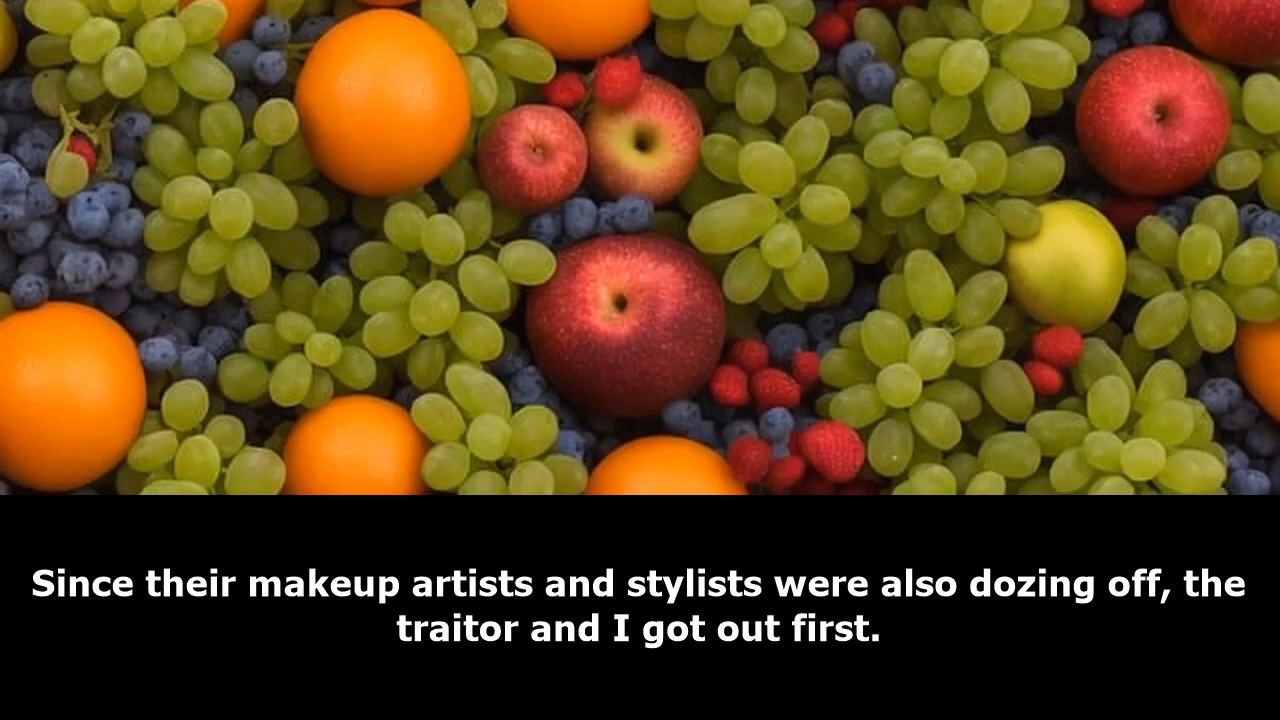 Since their makeup artists and stylists were also dozing off, the
traitor and I got out first.